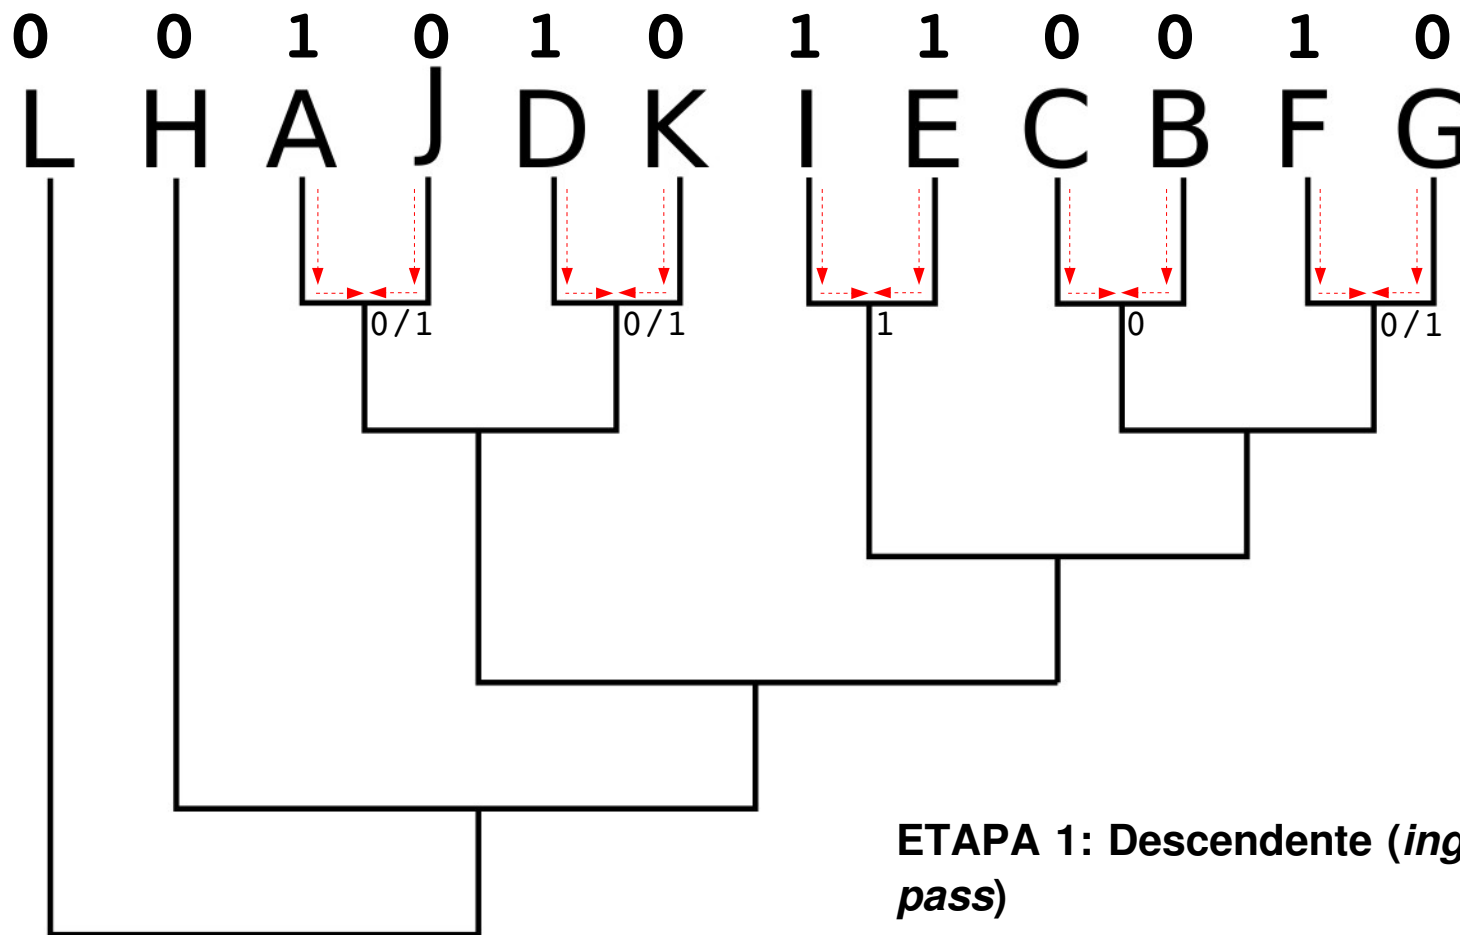 0 0 1 0 1 0 1 1 0 0 1 0
L H A J D K I E C B F G
0/1 0/1 1 0 0/1
ETAPA 1: Descendente (ing
pass)